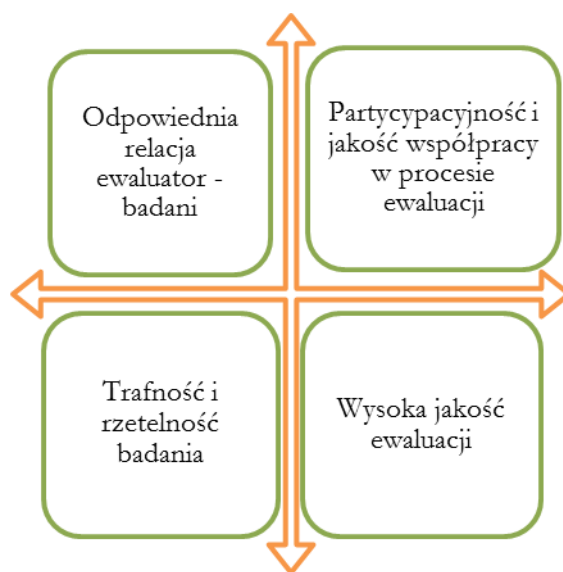 Odpowiednia
relacja
ewaluator -
badani
Partycypacyjność i
jakość współpracy
w procesie
ewaluacji
Trafność i
rzetelność
badania
Wysoka jakość
ewaluacji